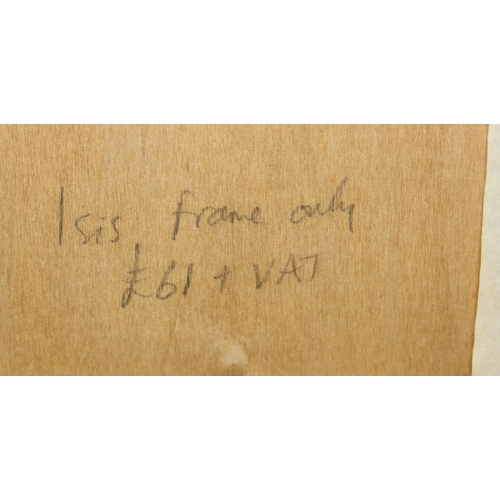 Isis frame only
£61 + VAT